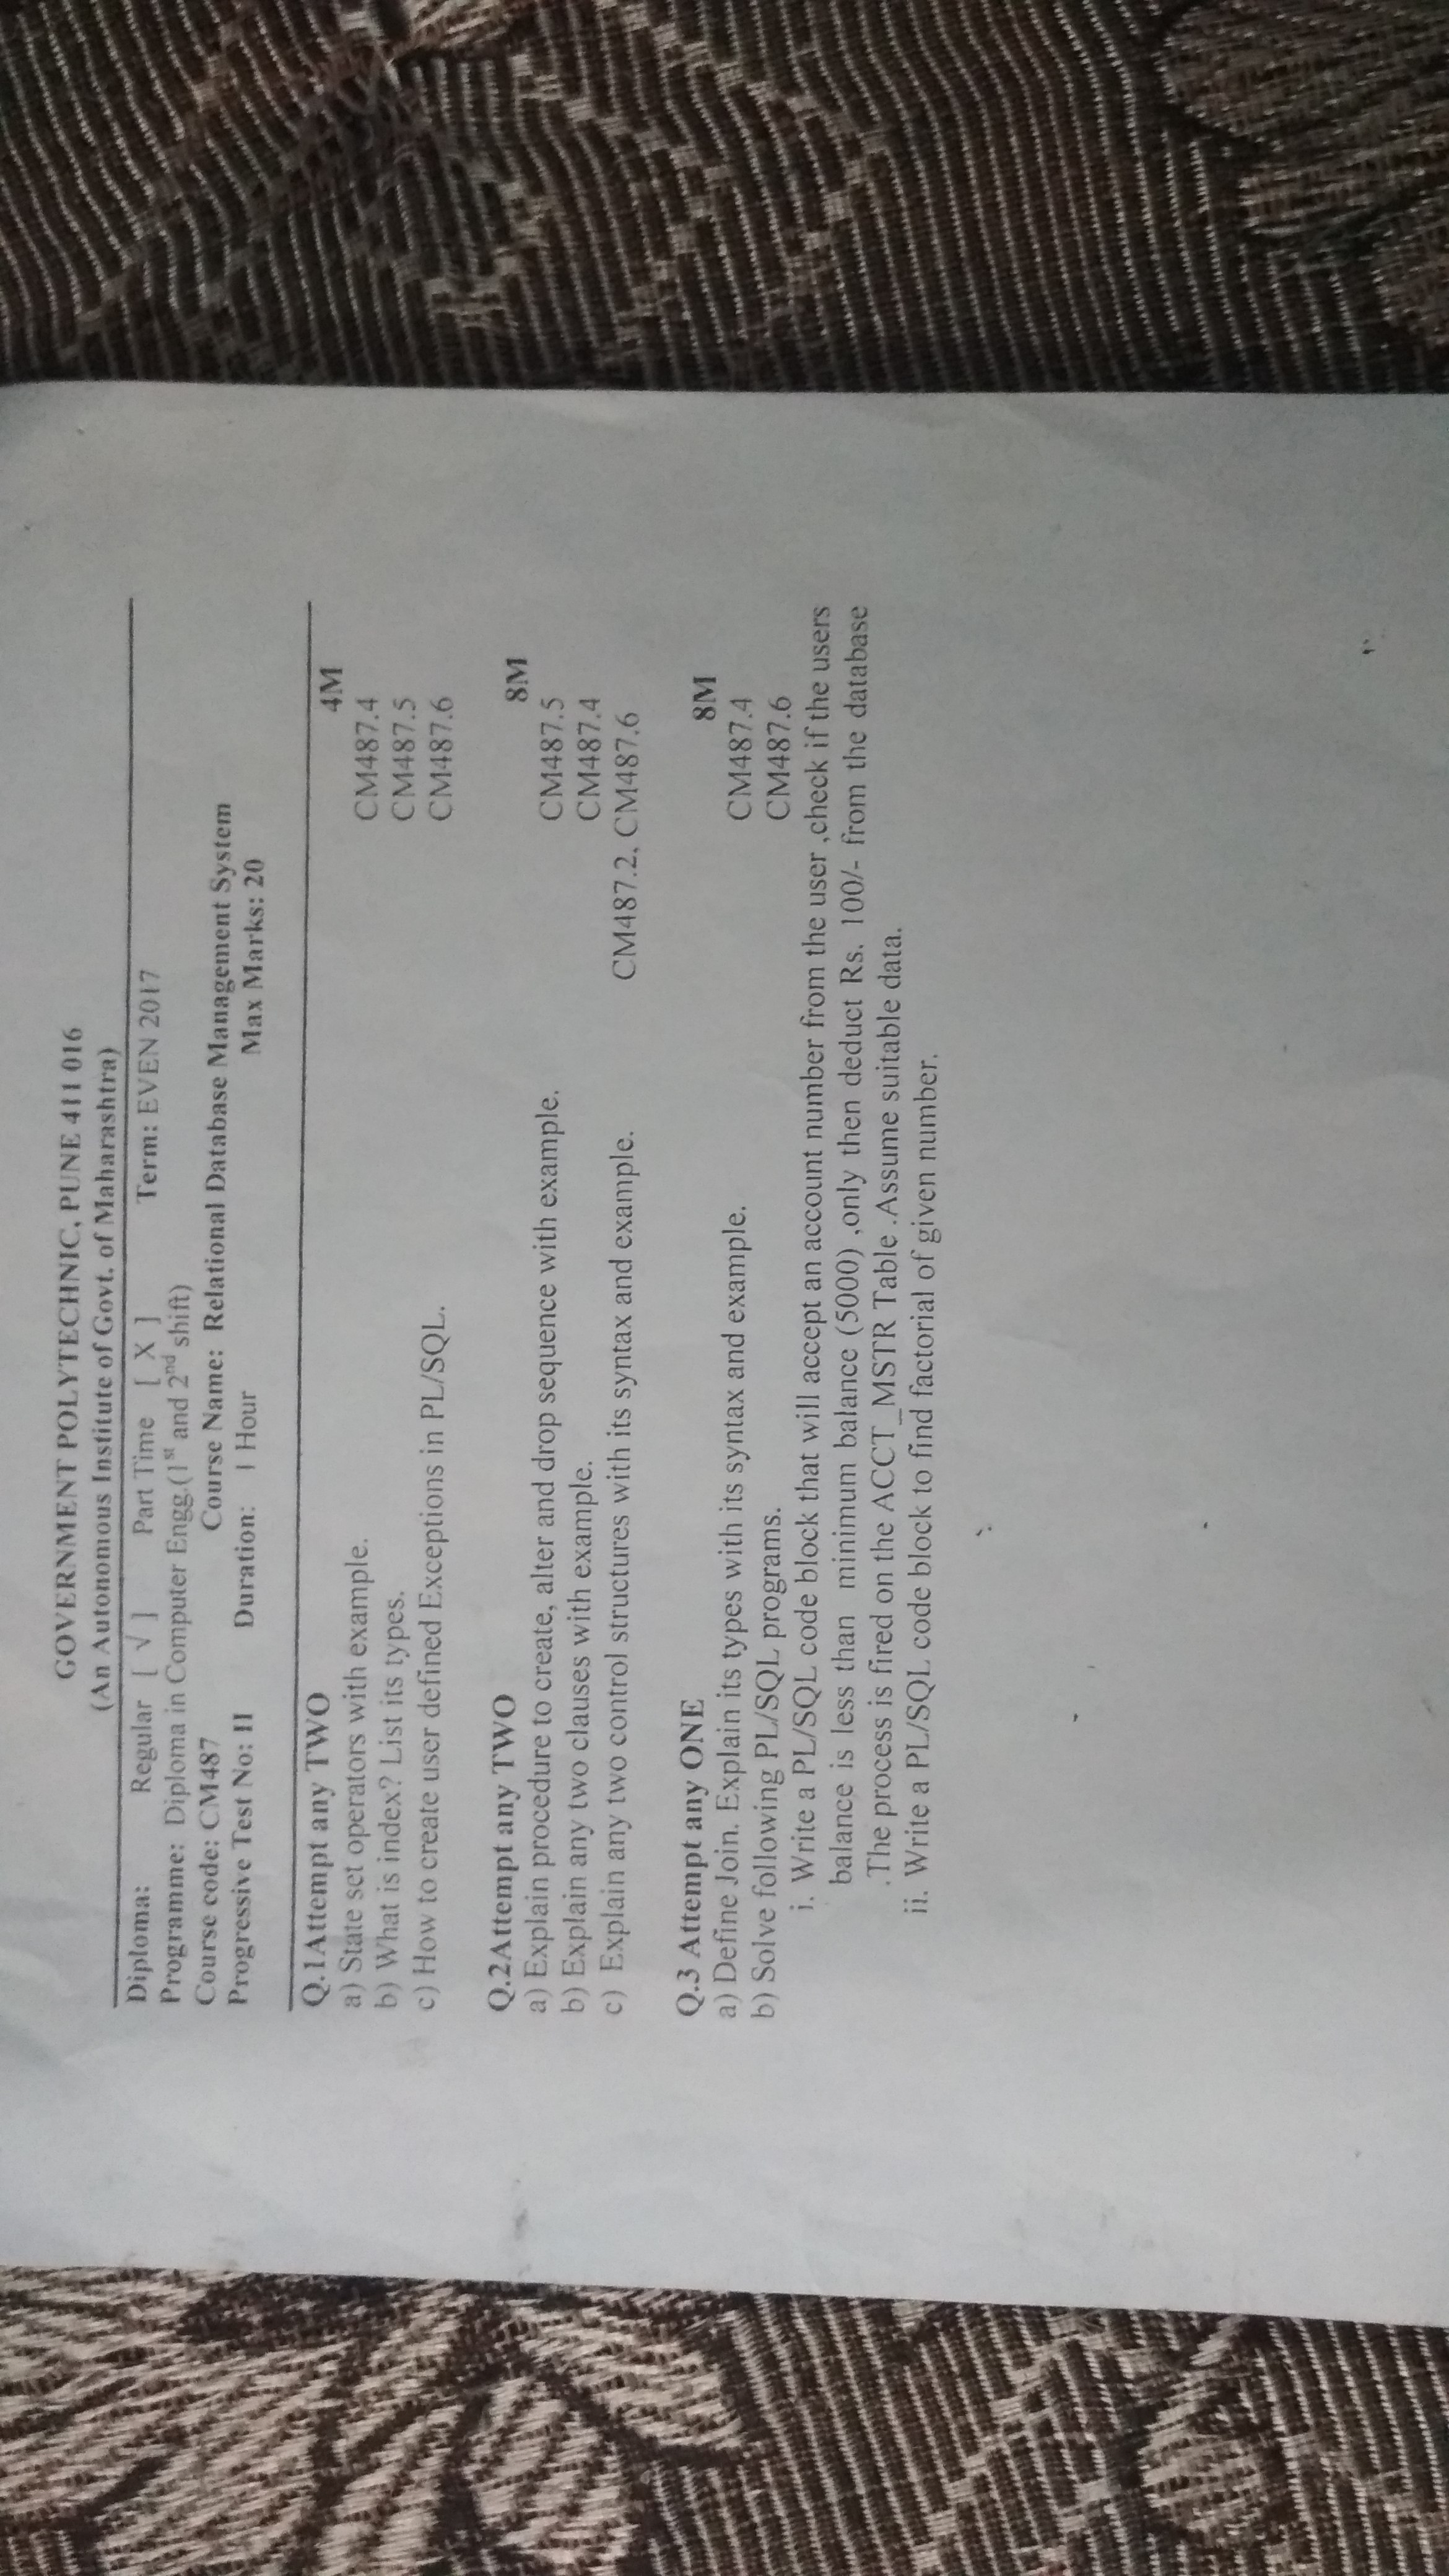 GOVERNMENT POLYTECHNIC, PUNE 411 016
(An Autonomous Institute of Govt. of Maharashtra)
Diploma: Regular [ √ ] Part Time [ X ] Term: EVEN 2017
Programme: Diploma in Computer Engg.(1st and 2nd shift)
Course code: CM487 Course Name: Relational Database Management System
Progressive Test No: II Duration: 1 Hour Max Marks: 20
Q.1Attempt any TWO 4M
a) State set operators with example. CM487.4
b) What is index? List its types. CM487.5
c) How to create user defined Exceptions in PL/SQL. CM487.6
Q.2Attempt any TWO 8M
a) Explain procedure to create, alter and drop sequence with example. CM487.5
b) Explain any two clauses with example. CM487.4
c) Explain any two control structures with its syntax and example. CM487.2, CM487.6
Q.3 Attempt any ONE 8M
a) Define Join. Explain its types with its syntax and example. CM487.4
b) Solve following PL/SQL programs. CM487.6
i. Write a PL/SQL code block that will accept an account number from the user ,check if the users
balance is less than minimum balance (5000) ,only then deduct Rs. 100/- from the database
.The process is fired on the ACCT_MSTR Table .Assume suitable data.
ii. Write a PL/SQL code block to find factorial of given number.